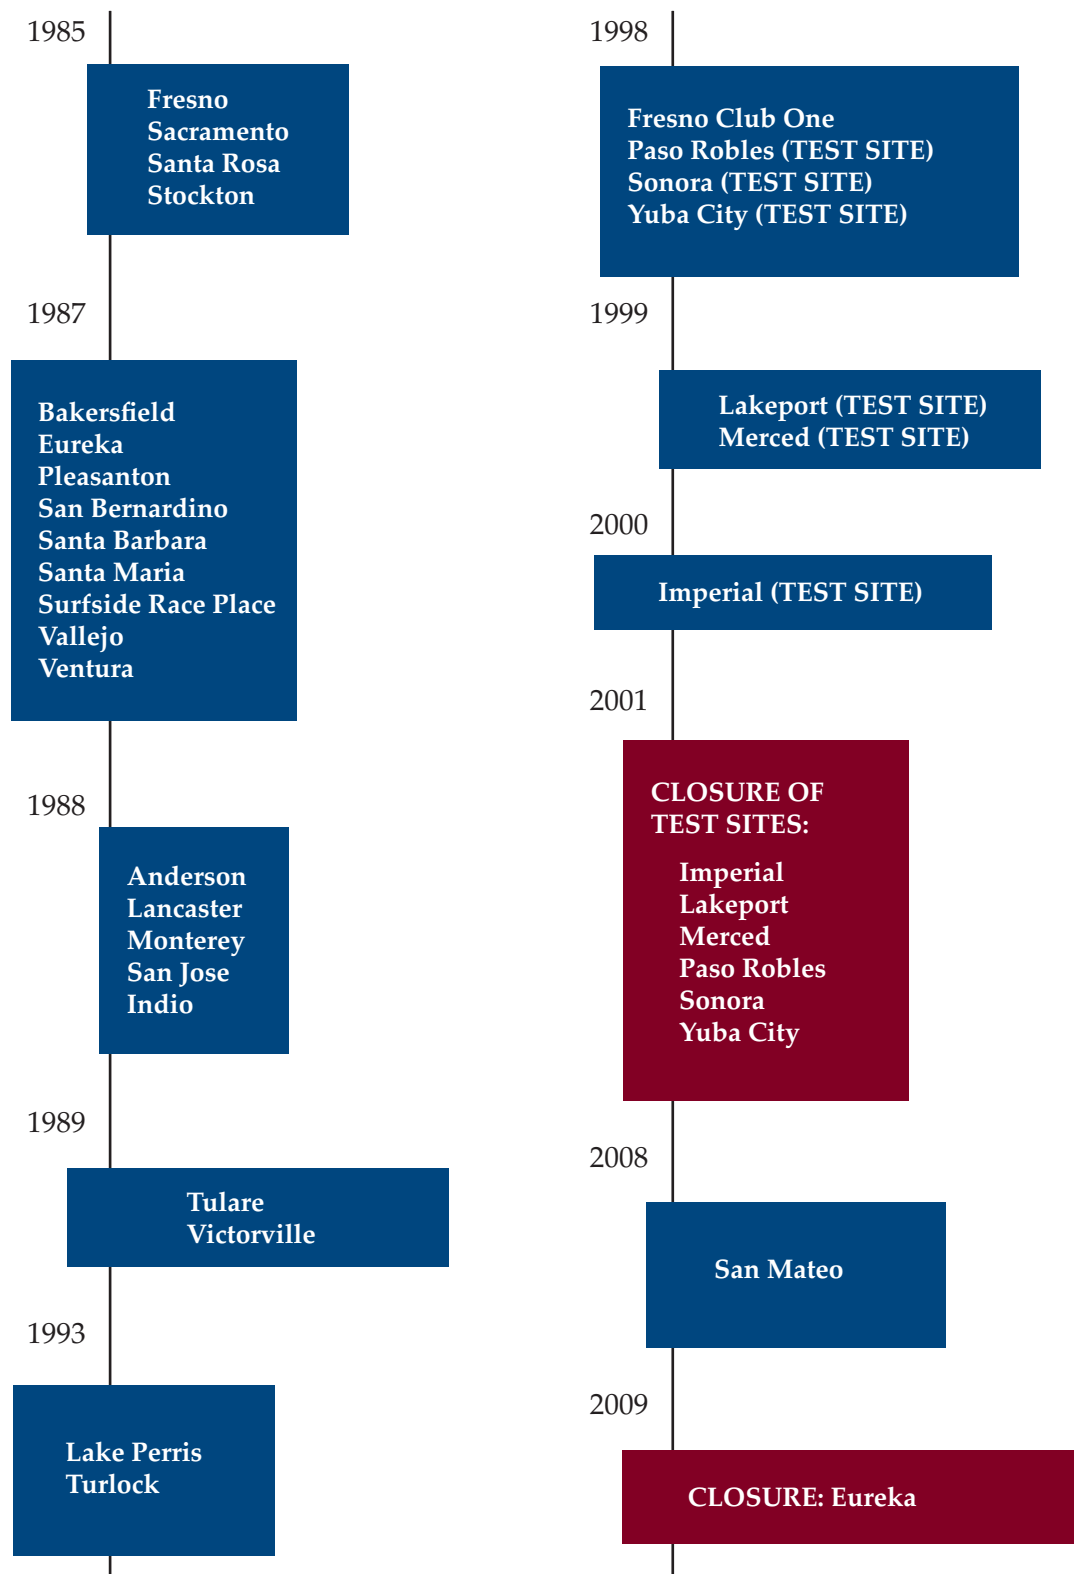 1985
Fresno
Sacramento
Santa Rosa
Stockton
1987
Bakersfield
Eureka
Pleasanton
San Bernardino
Santa Barbara
Santa Maria
Surfside Race Place
Vallejo
Ventura
1988
Anderson
Lancaster
Monterey
San Jose
Indio
1989
Tulare
Victorville
1993
Lake Perris
Turlock
1998
Fresno Club One
Paso Robles (TEST SITE)
Sonora (TEST SITE)
Yuba City (TEST SITE)
1999
Lakeport (TEST SITE)
Merced (TEST SITE)
2000
Imperial (TEST SITE)
2001
CLOSURE OF
TEST SITES:
Imperial
Lakeport
Merced
Paso Robles
Sonora
Yuba City
2008
San Mateo
2009
CLOSURE: Eureka